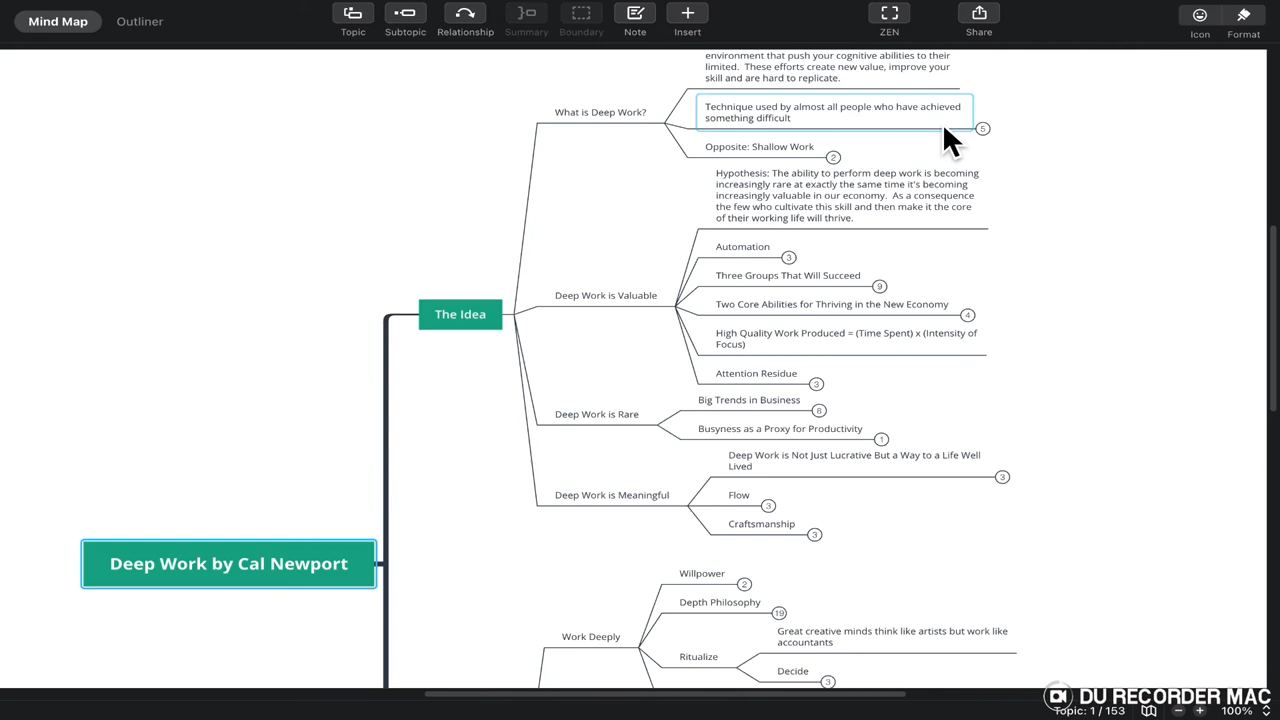 Mind Map
Outliner
Topic
Subtopic
Relationship
Summary
Boundary
Note
Insert
ZEN
Share
Icon
Format
environment that push your cognitive abilities to their
limited. These efforts create new value, improve your
skill and are hard to replicate.
What is Deep Work?
Technique used by almost all people who have achieved
something difficult
5
Opposite: Shallow Work
2
Hypothesis: The ability to perform deep work is becoming
increasingly rare at exactly the same time it's becoming
increasingly valuable in our economy. As a consequence
the few who cultivate this skill and then make it the core
of their working life will thrive.
Automation
3
Three Groups That Will Succeed
9
Deep Work is Valuable
Two Core Abilities for Thriving in the New Economy
4
The Idea
High Quality Work Produced = (Time Spent) x (Intensity of
Focus)
Attention Residue
3
Big Trends in Business
8
Deep Work is Rare
Busyness as a Proxy for Productivity
1
Deep Work is Not Just Lucrative But a Way to a Life Well
Lived
3
Deep Work is Meaningful
Flow
3
Craftsmanship
3
Deep Work by Cal Newport
Willpower
2
Depth Philosophy
19
Work Deeply
Great creative minds think like artists but work like
accountants
Ritualize
Decide
3
DU RECORDER MAC
Topic: 1 / 153
100%